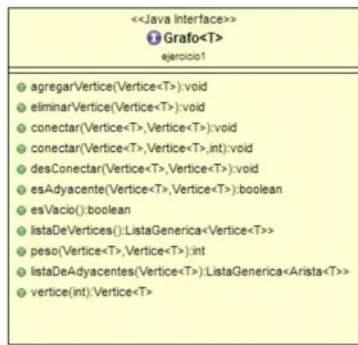 <<Java Interface>>
Grafo<T>
ejercicio1
agregarVertice(Vertice<T>):void
eliminarVertice(Vertice<T>):void
conectar(Vertice<T>,Vertice<T>):void
conectar(Vertice<T>,Vertice<T>,int):void
desConectar(Vertice<T>,Vertice<T>):void
esAdyacente(Vertice<T>,Vertice<T>):boolean
esVacio():boolean
listaDeVertices():ListaGenerica<Vertice<T>>
peso(Vertice<T>,Vertice<T>):int
listaDeAdyacentes(Vertice<T>):ListaGenerica<Arista<T>>
vertice(int):Vertice<T>